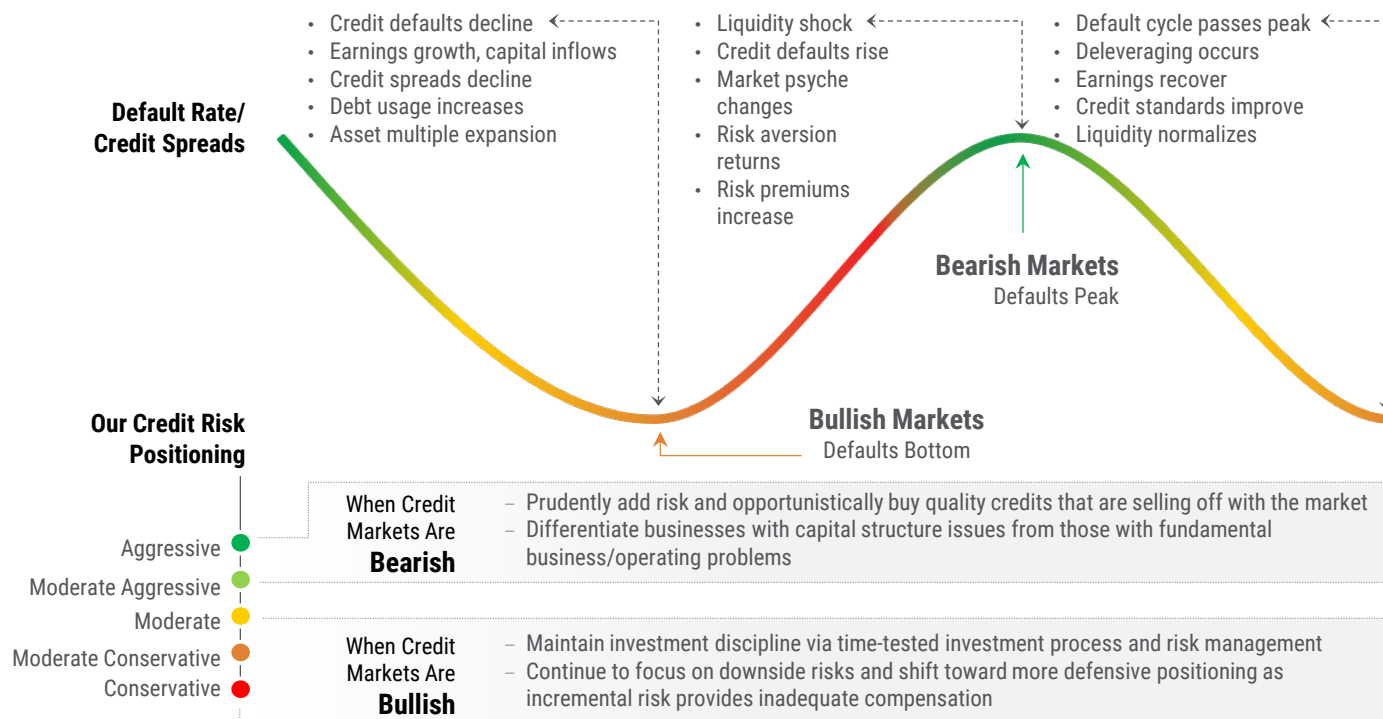 • Credit defaults decline
• Earnings growth, capital inflows
• Credit spreads decline
• Debt usage increases
• Asset multiple expansion
• Liquidity shock
• Credit defaults rise
• Market psyche
changes
• Risk aversion
returns
• Risk premiums
increase
• Default cycle passes peak
• Deleveraging occurs
• Earnings recover
• Credit standards improve
• Liquidity normalizes
Default Rate/
Credit Spreads
Bearish Markets
Defaults Peak
Bullish Markets
Defaults Bottom
Our Credit Risk
Positioning
Aggressive
Moderate Aggressive
Moderate
Moderate Conservative
Conservative
When Credit
Markets Are
Bearish
– Prudently add risk and opportunistically buy quality credits that are selling off with the market
– Differentiate businesses with capital structure issues from those with fundamental
business/operating problems
When Credit
Markets Are
Bullish
– Maintain investment discipline via time-tested investment process and risk management
– Continue to focus on downside risks and shift toward more defensive positioning as
incremental risk provides inadequate compensation